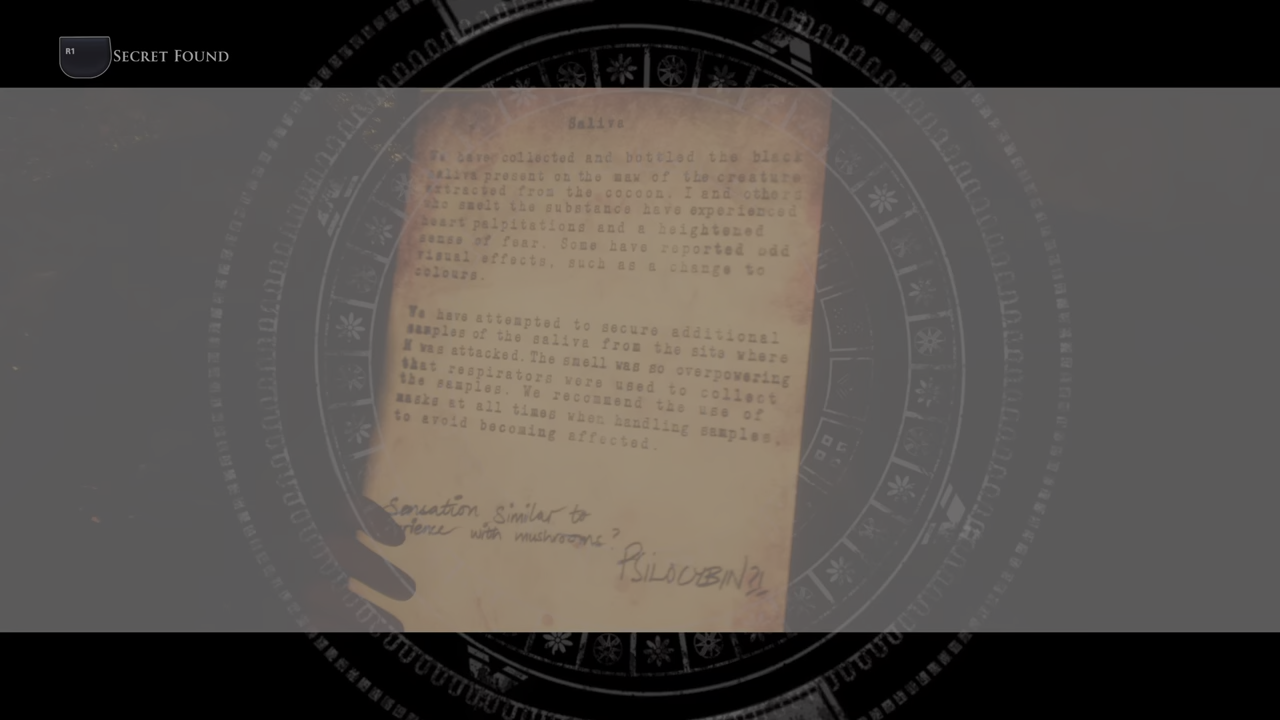 R1
Secret Found
Saliva
We have collected and bottled the black
saliva present on the maw of the creature
extracted from the cocoon. I and others
who smelt the substance have experienced
heart palpitations and a heightened
sense of fear. Some have reported odd
visual effects, such as a change to
colours.
We have attempted to secure additional
samples of the saliva from the site where
K was attacked. The smell was so overpowering
that respirators were used to collect
the samples. We recommend the use of
masks at all times when handling samples,
to avoid becoming affected.
Sensation similar to
with mushrooms?
PSILOCYBIN?